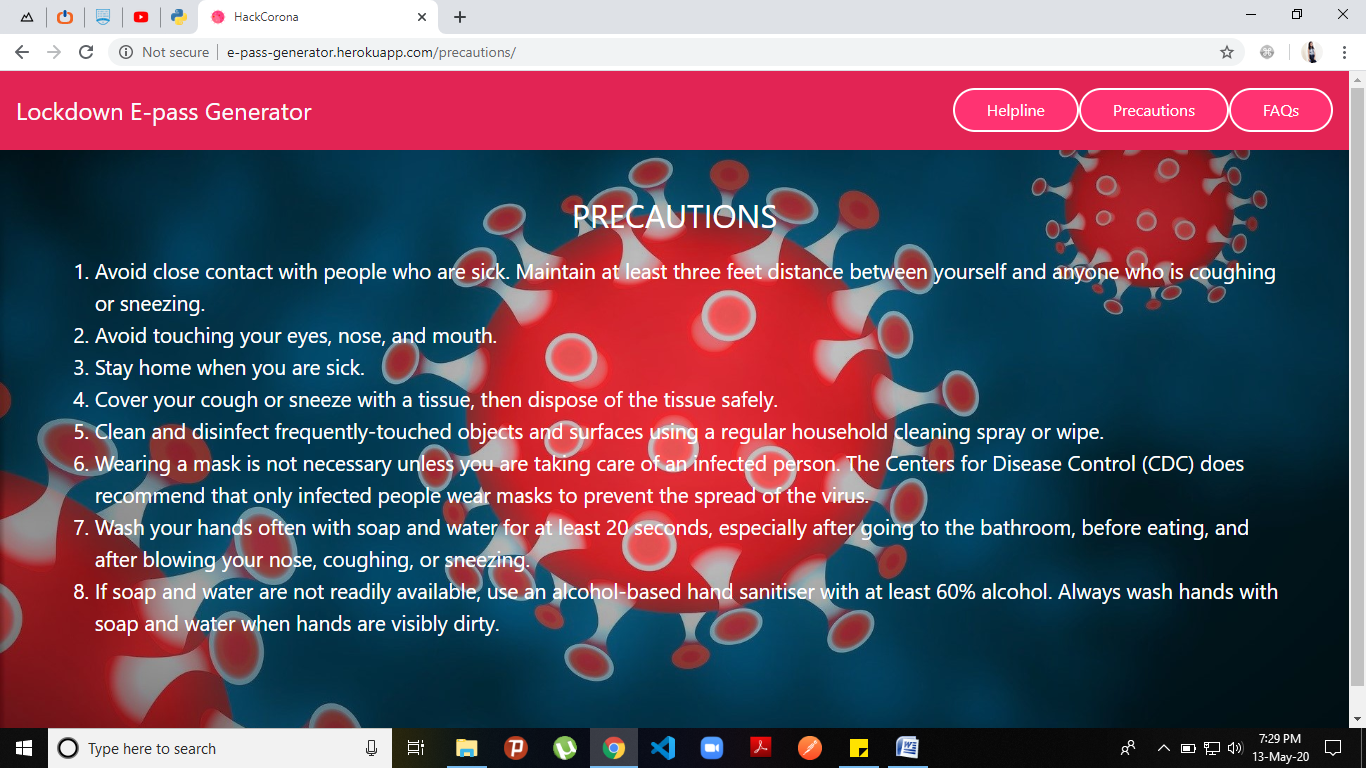 HackCorona
Not secure
e-pass-generator.herokuapp.com/precautions/
Lockdown E-pass Generator
Helpline
Precautions
FAQs
PRECAUTIONS
1. Avoid close contact with people who are sick. Maintain at least three feet distance between yourself and anyone who is coughing
or sneezing.
2. Avoid touching your eyes, nose, and mouth.
3. Stay home when you are sick.
4. Cover your cough or sneeze with a tissue, then dispose of the tissue safely.
5. Clean and disinfect frequently-touched objects and surfaces using a regular household cleaning spray or wipe.
6. Wearing a mask is not necessary unless you are taking care of an infected person. The Centers for Disease Control (CDC) does
recommend that only infected people wear masks to prevent the spread of the virus.
7. Wash your hands often with soap and water for at least 20 seconds, especially after going to the bathroom, before eating, and
after blowing your nose, coughing, or sneezing.
8. If soap and water are not readily available, use an alcohol-based hand sanitiser with at least 60% alcohol. Always wash hands with
soap and water when hands are visibly dirty.
Type here to search
7:29 PM
13-May-20